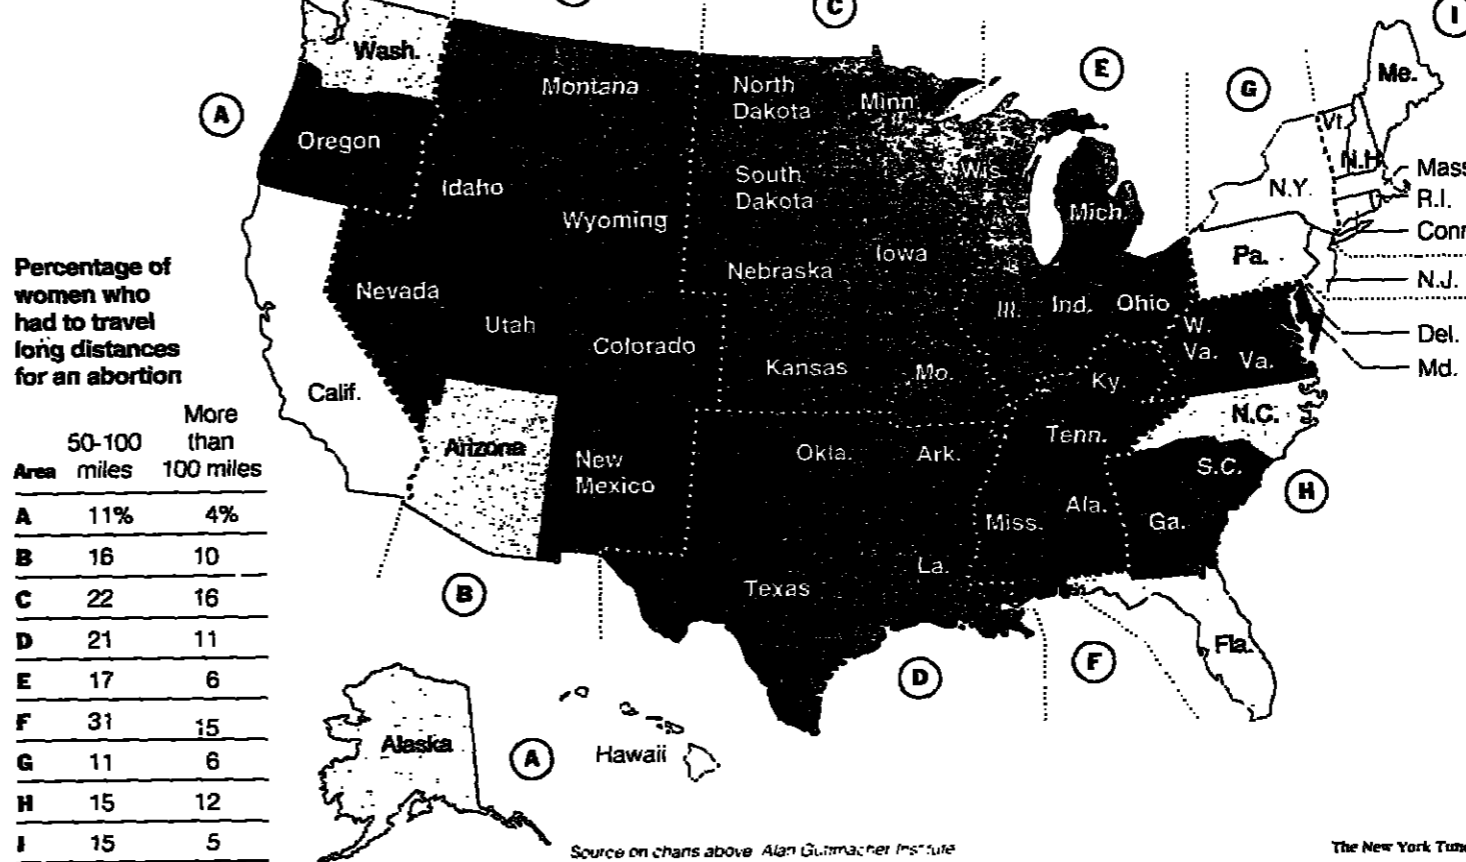 C
I
E
G
A
Wash.
Montana
North
Dakota
Minn.
Me.
Oregon
Vt.
N.H.
Mass
Idaho
South
Dakota
Wis.
N.Y.
R.I.
Wyoming
Mich.
Conn
Percentage of
women who
had to travel
long distances
for an abortion
Nevada
Nebraska
Iowa
Pa.
N.J.
Utah
Colorado
Ill.
Ind.
Ohio
W.
Va.
Va.
Del.
Md.
Calif.
Kansas
Mo.
Ky.
N.C.
Arizona
New
Mexico
Okla.
Ark.
Tenn.
S.C.
H
Miss.
Ala.
Ga.
B
Texas
La.
Fla.
D
F
Alaska
A
Hawaii
Area 50-100 miles More than 100 miles
A 11% 4%
B 16 10
C 22 16
D 21 11
E 17 6
F 31 15
G 11 6
H 15 12
I 15 5
Source on charts above Alan Guttmacher Institute
The New York Time